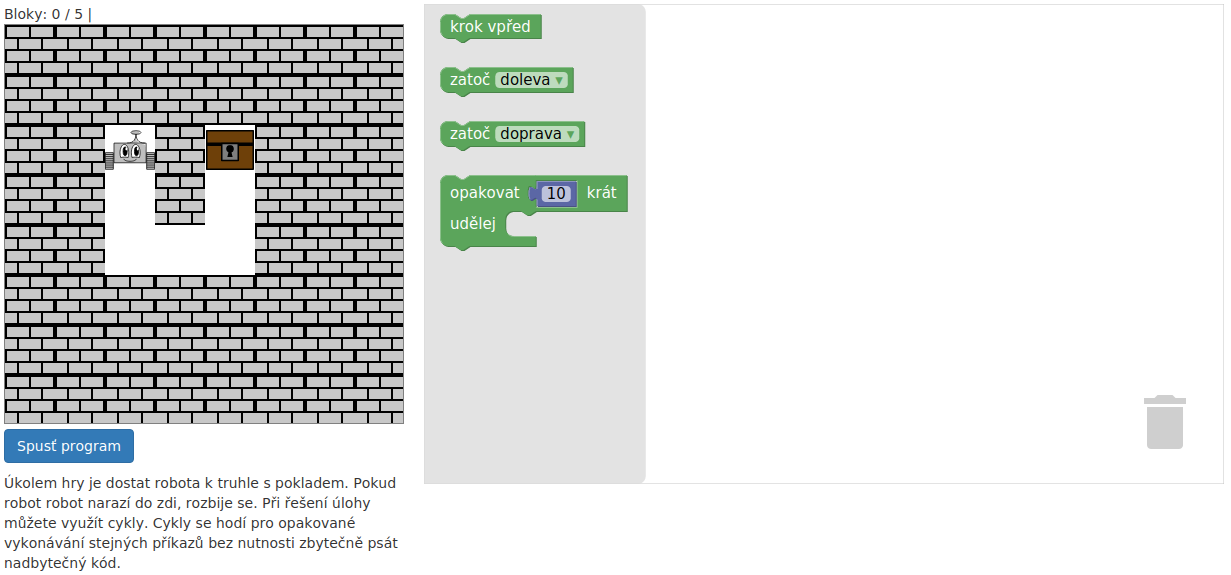 Bloky: 0 / 5 |
krok vpřed
zatoč doleva ▾
zatoč doprava ▾
opakovat 10 krát
udělej
Spusť program
Úkolem hry je dostat robota k truhle s pokladem. Pokud
robot robot narazí do zdi, rozbije se. Při řešení úlohy
můžete využít cykly. Cykly se hodí pro opakované
vykonávání stejných příkazů bez nutnosti zbytečně psát
nadbytečný kód.